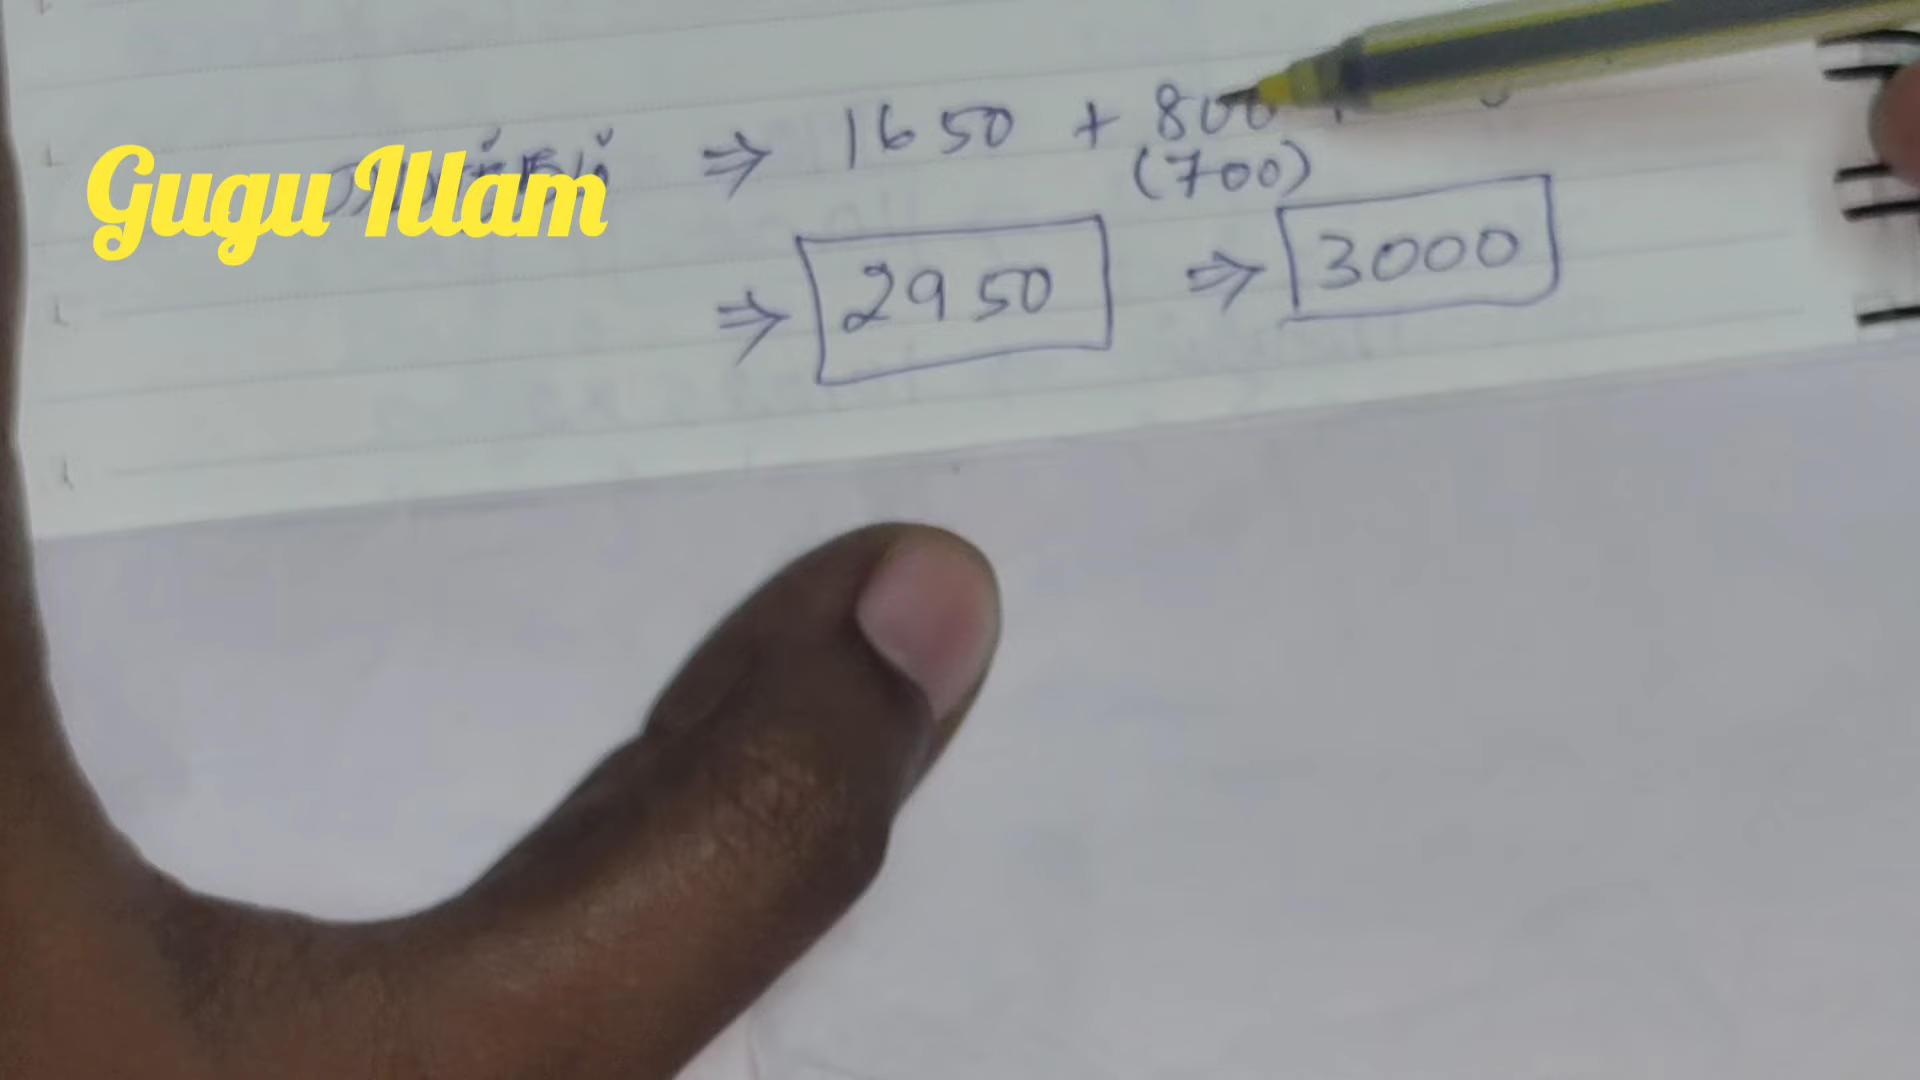 Gugu Illam
⇒ 1650 + 800
(700)
⇒ 2950 ⇒ 3000